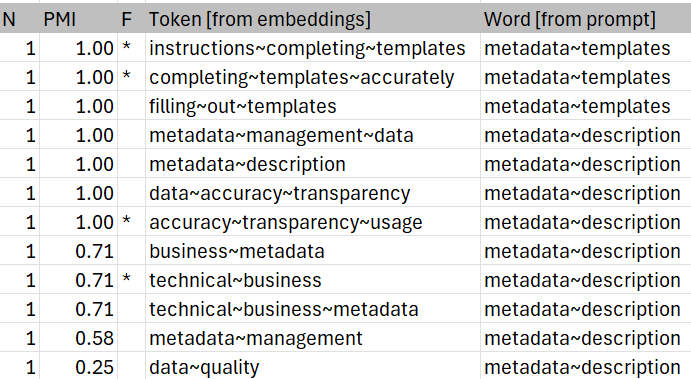 N PMI F Token [from embeddings] Word [from prompt]
1 1.00 * instructions~completing~templates metadata~templates
1 1.00 * completing~templates~accurately metadata~templates
1 1.00 filling~out~templates metadata~templates
1 1.00 metadata~management~data metadata~description
1 1.00 metadata~description metadata~description
1 1.00 data~accuracy~transparency metadata~description
1 1.00 * accuracy~transparency~usage metadata~description
1 0.71 business~metadata metadata~description
1 0.71 * technical~business metadata~description
1 0.71 technical~business~metadata metadata~description
1 0.58 metadata~management metadata~description
1 0.25 data~quality metadata~description